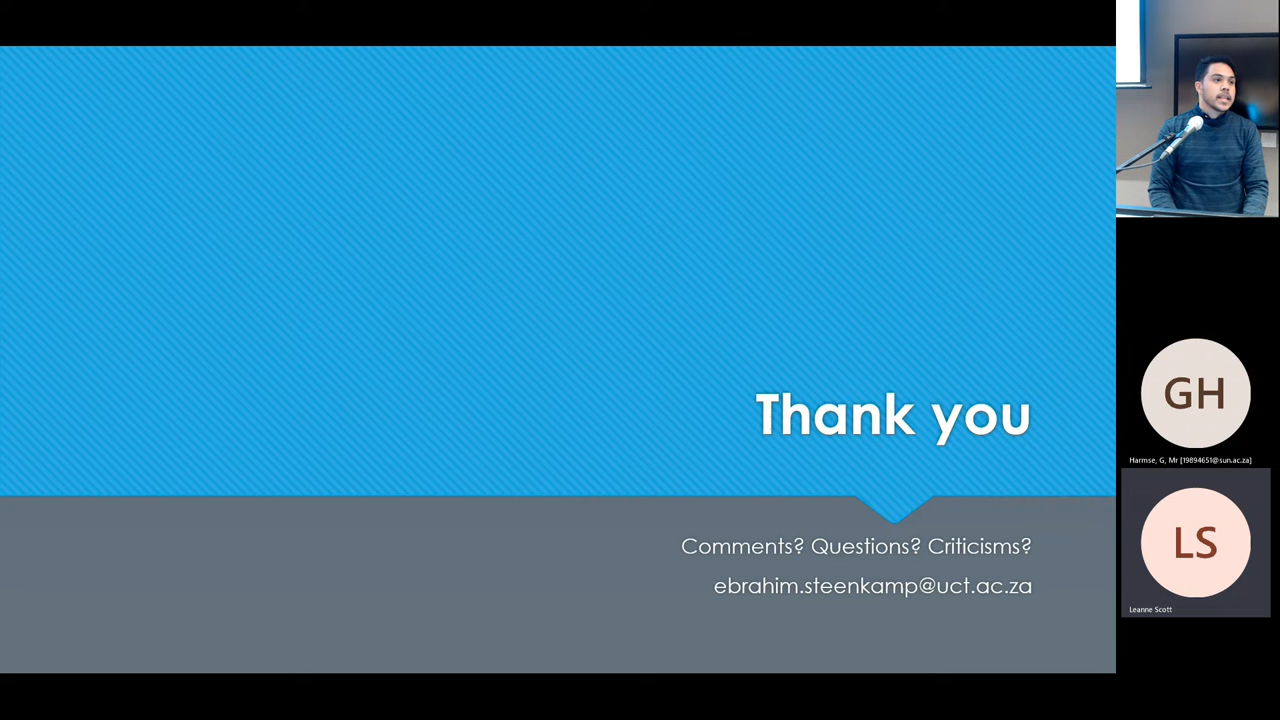 Thank you
Comments? Questions? Criticisms?
ebrahim.steenkamp@uct.ac.za
GH
Harmse, G, Mr [19894651@sun.ac.za]
LS
Leanne Scott